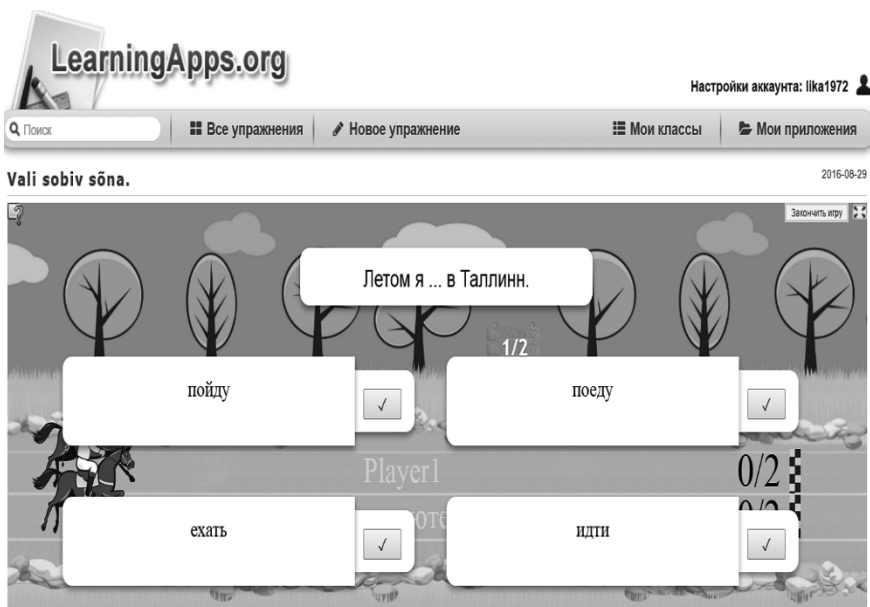 LearningApps.org
Настройки аккаунта: lika1972
Поиск
Все упражнения
Новое упражнение
Мои классы
Мои приложения
Vali sobiv sõna.
2016-08-29
Закончить игру
Летом я ... в Таллинн.
1/2
пойду
поеду
Player1
0/2
ехать
идти